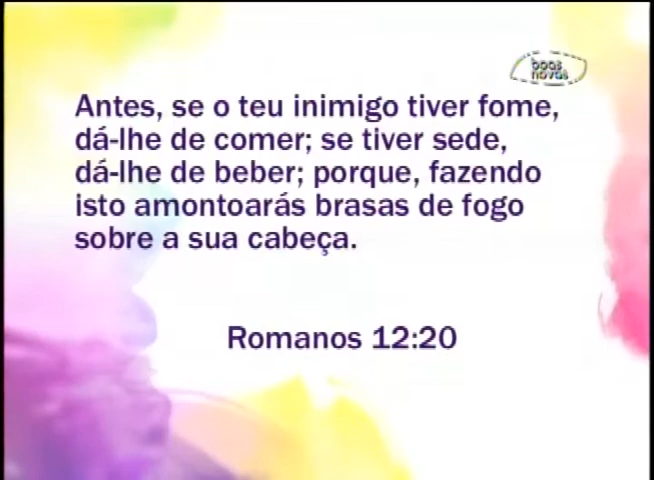 boas
novas
Antes, se o teu inimigo tiver fome,
dá-lhe de comer; se tiver sede,
dá-lhe de beber; porque, fazendo
isto amontoarás brasas de fogo
sobre a sua cabeça.
Romanos 12:20